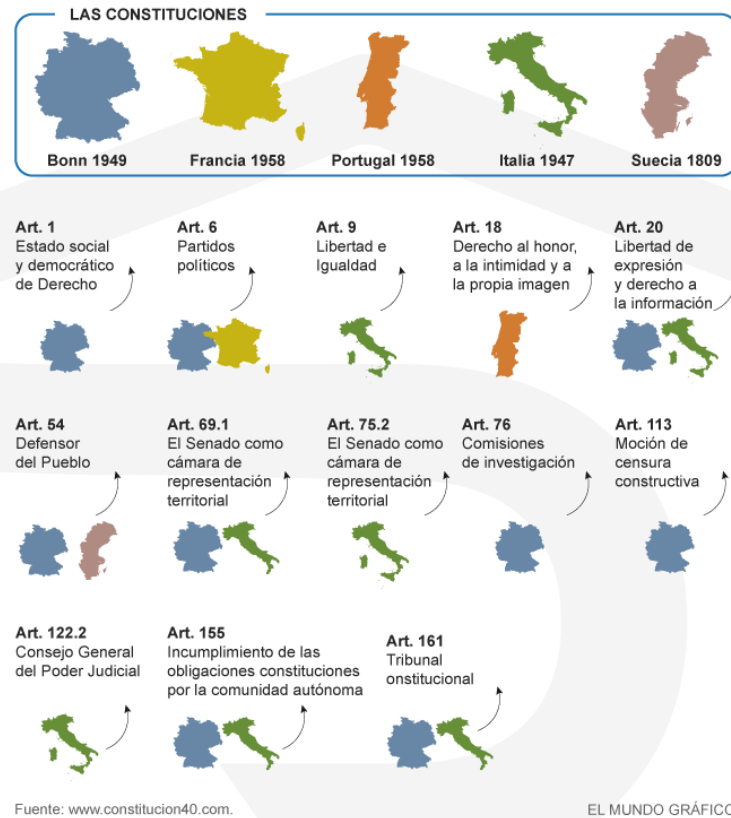 LAS CONSTITUCIONES
Bonn 1949
Francia 1958
Portugal 1958
Italia 1947
Suecia 1809
Art. 1
Estado social
y democrático
de Derecho
Art. 6
Partidos
políticos
Art. 9
Libertad e
Igualdad
Art. 18
Derecho al honor,
a la intimidad y a
la propia imagen
Art. 20
Libertad de
expresión
y derecho a
la información
Art. 54
Defensor
del Pueblo
Art. 69.1
El Senado como
cámara de
representación
territorial
Art. 75.2
El Senado como
cámara de
representación
territorial
Art. 76
Comisiones
de investigación
Art. 113
Moción de
censura
constructiva
Art. 122.2
Consejo General
del Poder Judicial
Art. 155
Incumplimiento de las
obligaciones constituciones
por la comunidad autónoma
Art. 161
Tribunal
onstitucional
Fuente: www.constitucion40.com.
EL MUNDO GRÁFICO